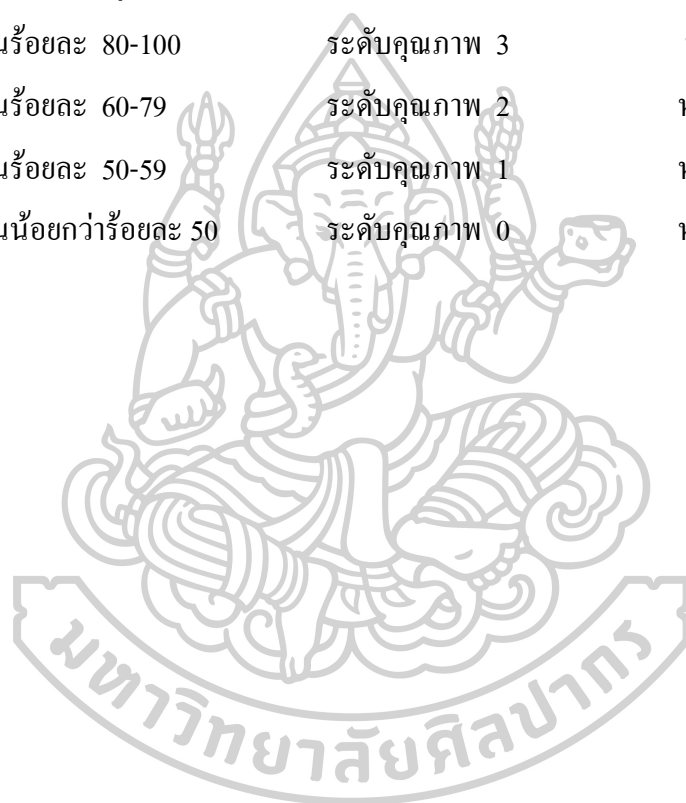 ร้อยละ 80-100 ระดับคุณภาพ 3
ร้อยละ 60-79 ระดับคุณภาพ 2
ร้อยละ 50-59 ระดับคุณภาพ 1
น้อยกว่าร้อยละ 50 ระดับคุณภาพ 0
มหาวิทยาลัยศิลปากร